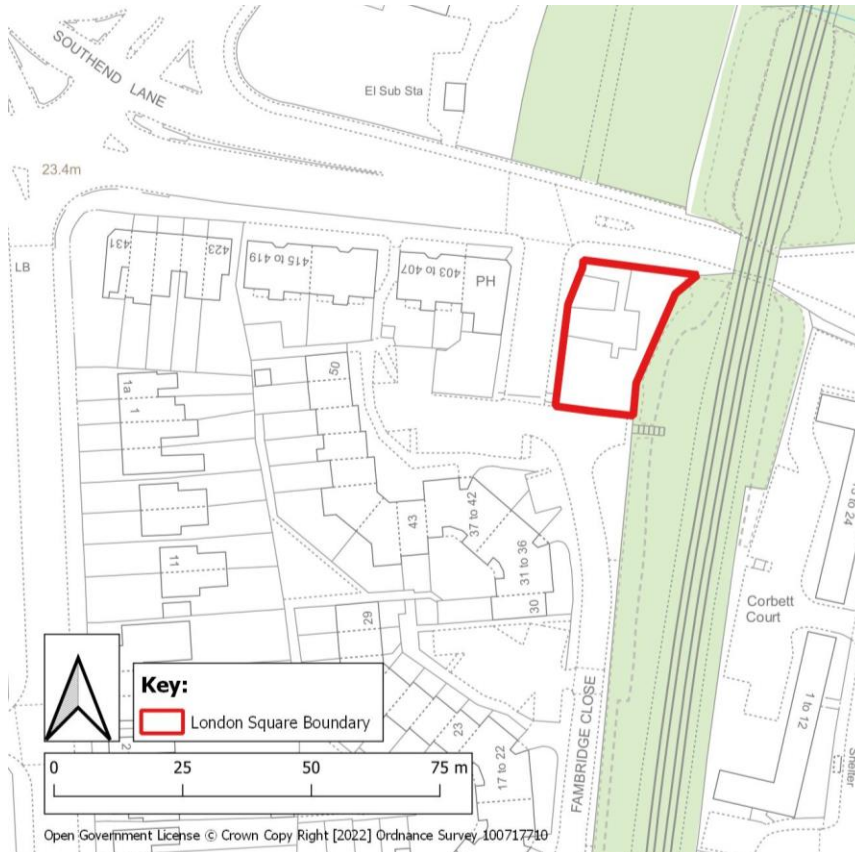 SOUTHEND LANE
El Sub Sta
23.4m
LB
431
423
415 to 419
403 to 407
PH
50
1a
1
11
43
37 to 42
31 to 36
30
29
23
17 to 22
to 24
Corbett
Court
1 to 12
Shelter
FAMBRIDGE CLOSE
2
Key:
London Square Boundary
0 25 50 75 m
Open Government License © Crown Copy Right [2022] Ordnance Survey 100717710